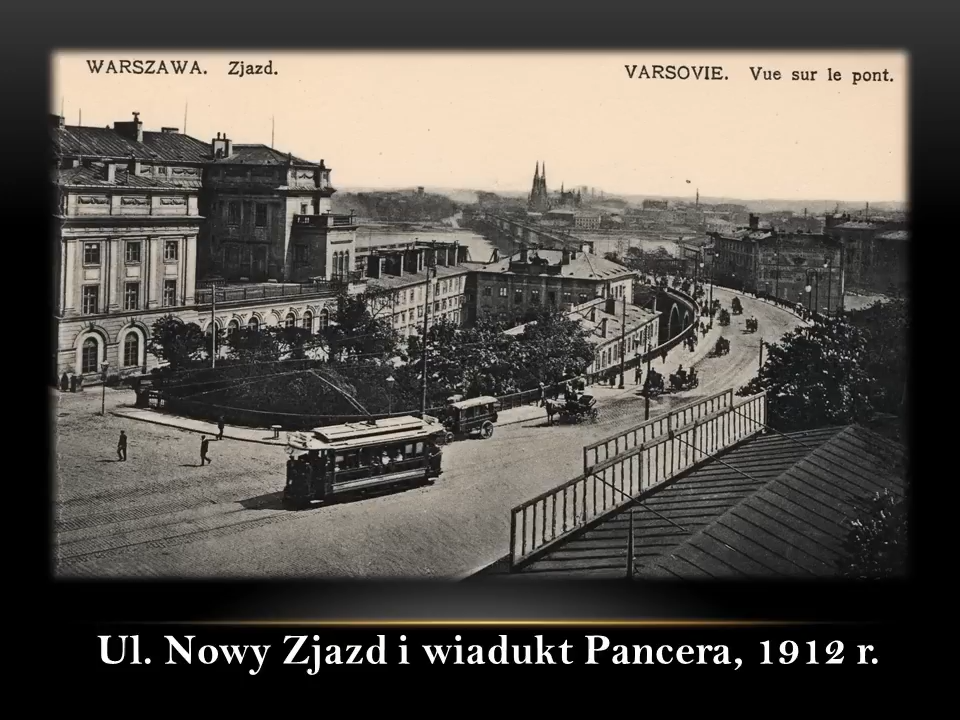 WARSZAWA. Zjazd.
VARSOVIE. Vue sur le pont.
Ul. Nowy Zjazd i wiadukt Pancera, 1912 r.